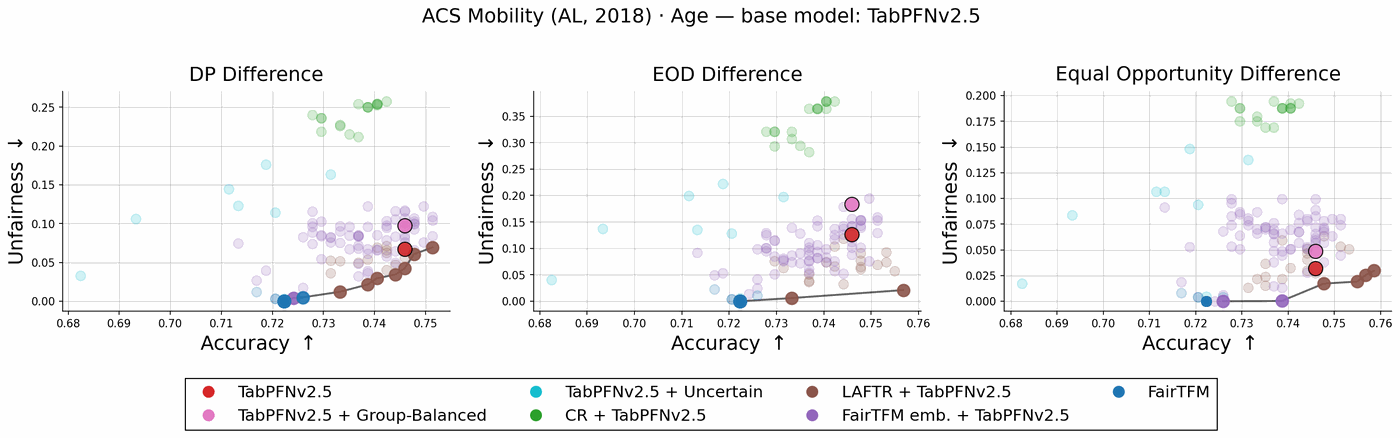 ACS Mobility (AL, 2018) · Age — base model: TabPFNv2.5
DP Difference
EOD Difference
Equal Opportunity Difference
Unfairness ↓
0.25
0.20
0.15
0.10
0.05
0.00
0.68 0.69 0.70 0.71 0.72 0.73 0.74 0.75
Accuracy ↑
Unfairness ↓
0.35
0.30
0.25
0.20
0.15
0.10
0.05
0.00
0.68 0.69 0.70 0.71 0.72 0.73 0.74 0.75 0.76
Accuracy ↑
Unfairness ↓
0.200
0.175
0.150
0.125
0.100
0.075
0.050
0.025
0.000
0.68 0.69 0.70 0.71 0.72 0.73 0.74 0.75 0.76
Accuracy ↑
TabPFNv2.5
TabPFNv2.5 + Group-Balanced
TabPFNv2.5 + Uncertain
CR + TabPFNv2.5
LAFTR + TabPFNv2.5
FairTFM emb. + TabPFNv2.5
FairTFM